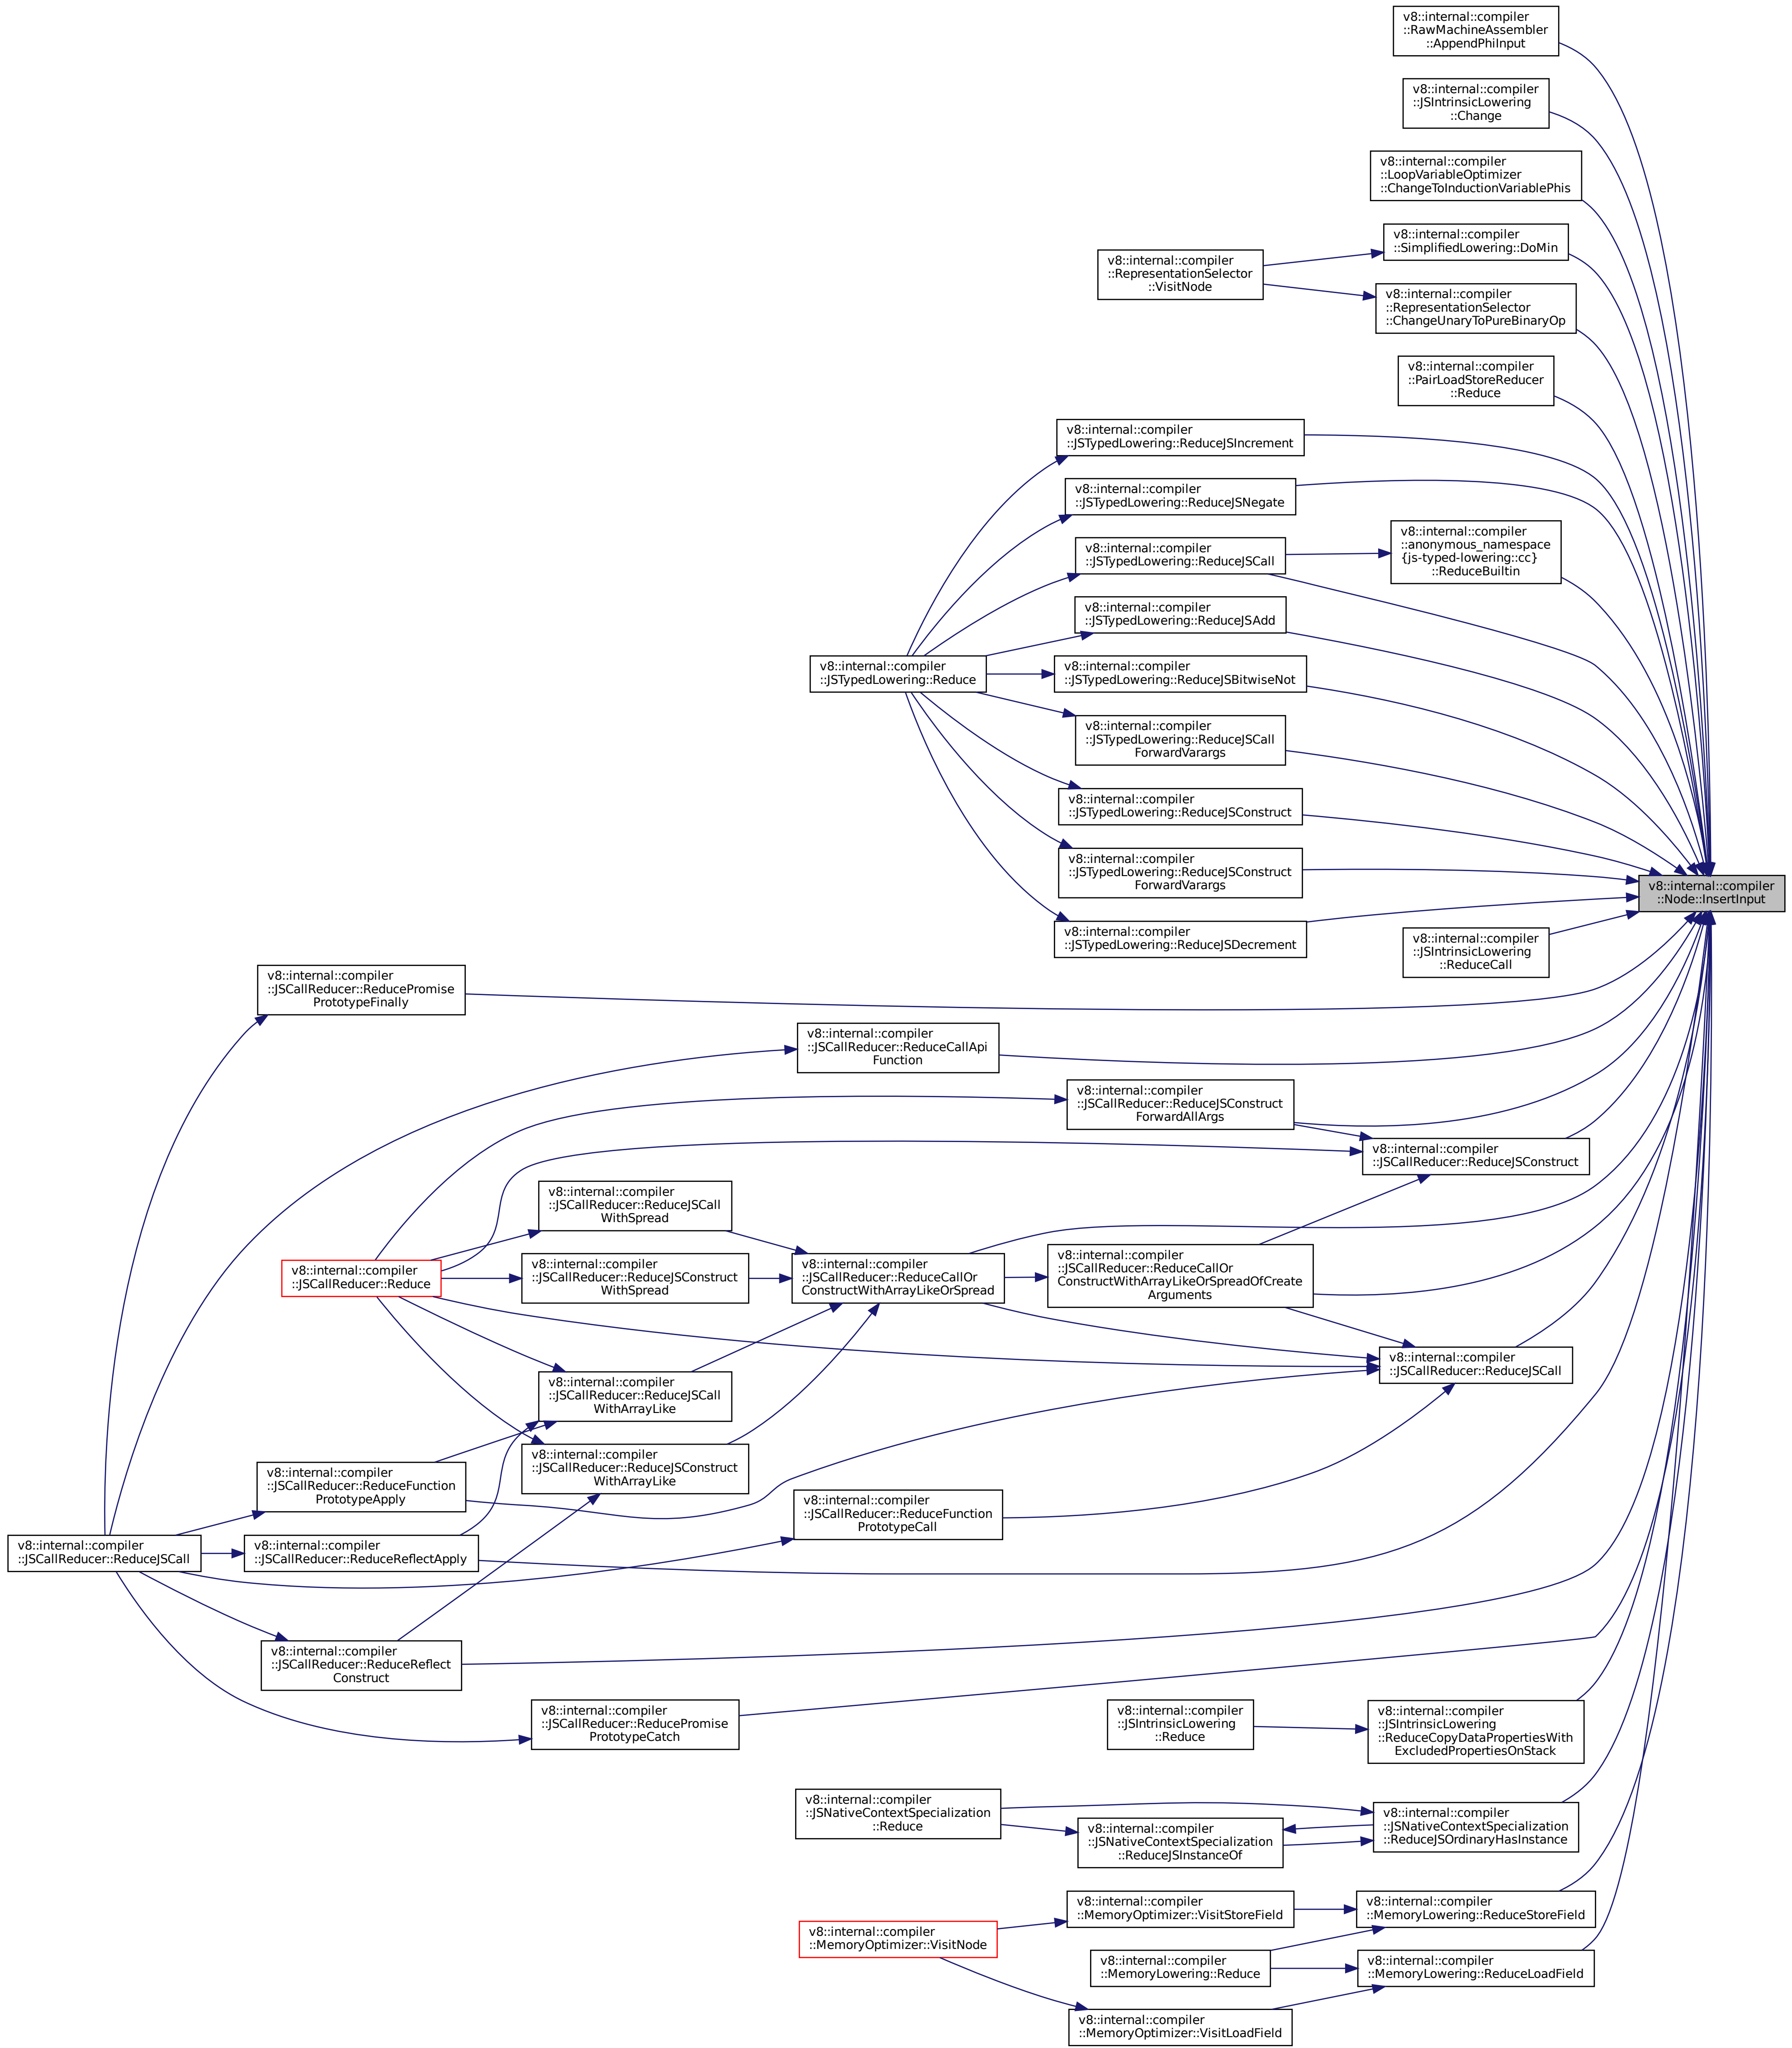 v8::internal::compiler
::RawMachineAssembler
::AppendPhiInput
v8::internal::compiler
::JSIntrinsicLowering
::Change
v8::internal::compiler
::LoopVariableOptimizer
::ChangeToInductionVariablePhis
v8::internal::compiler
::SimplifiedLowering::DoMin
v8::internal::compiler
::RepresentationSelector
::VisitNode
v8::internal::compiler
::RepresentationSelector
::ChangeUnaryToPureBinaryOp
v8::internal::compiler
::PairLoadStoreReducer
::Reduce
v8::internal::compiler
::JSTypedLowering::ReduceJSIncrement
v8::internal::compiler
::JSTypedLowering::ReduceJSNegate
v8::internal::compiler
::anonymous_namespace
{js-typed-lowering::cc}
::ReduceBuiltin
v8::internal::compiler
::JSTypedLowering::ReduceJSCall
v8::internal::compiler
::JSTypedLowering::ReduceJSAdd
v8::internal::compiler
::JSTypedLowering::Reduce
v8::internal::compiler
::JSTypedLowering::ReduceJSBitwiseNot
v8::internal::compiler
::JSTypedLowering::ReduceJSCall
ForwardVarargs
v8::internal::compiler
::JSTypedLowering::ReduceJSConstruct
v8::internal::compiler
::JSTypedLowering::ReduceJSConstruct
ForwardVarargs
v8::internal::compiler
::Node::InsertInput
v8::internal::compiler
::JSTypedLowering::ReduceJSDecrement
v8::internal::compiler
::JSIntrinsicLowering
::ReduceCall
v8::internal::compiler
::JSCallReducer::ReducePromise
PrototypeFinally
v8::internal::compiler
::JSCallReducer::ReduceCallApi
Function
v8::internal::compiler
::JSCallReducer::ReduceJSConstruct
ForwardAllArgs
v8::internal::compiler
::JSCallReducer::ReduceJSConstruct
v8::internal::compiler
::JSCallReducer::ReduceJSCall
WithSpread
v8::internal::compiler
::JSCallReducer::Reduce
v8::internal::compiler
::JSCallReducer::ReduceJSConstruct
WithSpread
v8::internal::compiler
::JSCallReducer::ReduceCallOr
ConstructWithArrayLikeOrSpread
v8::internal::compiler
::JSCallReducer::ReduceCallOr
ConstructWithArrayLikeOrSpreadOfCreate
Arguments
v8::internal::compiler
::JSCallReducer::ReduceJSCall
v8::internal::compiler
::JSCallReducer::ReduceJSCall
WithArrayLike
v8::internal::compiler
::JSCallReducer::ReduceJSConstruct
WithArrayLike
v8::internal::compiler
::JSCallReducer::ReduceFunction
PrototypeApply
v8::internal::compiler
::JSCallReducer::ReduceFunction
PrototypeCall
v8::internal::compiler
::JSCallReducer::ReduceJSCall
v8::internal::compiler
::JSCallReducer::ReduceReflectApply
v8::internal::compiler
::JSCallReducer::ReduceReflect
Construct
v8::internal::compiler
::JSCallReducer::ReducePromise
PrototypeCatch
v8::internal::compiler
::JSIntrinsicLowering
::Reduce
v8::internal::compiler
::JSIntrinsicLowering
::ReduceCopyDataPropertiesWith
ExcludedPropertiesOnStack
v8::internal::compiler
::JSNativeContextSpecialization
::Reduce
v8::internal::compiler
::JSNativeContextSpecialization
::ReduceJSInstanceOf
v8::internal::compiler
::JSNativeContextSpecialization
::ReduceJSOrdinaryHasInstance
v8::internal::compiler
::MemoryOptimizer::VisitStoreField
v8::internal::compiler
::MemoryLowering::ReduceStoreField
v8::internal::compiler
::MemoryOptimizer::VisitNode
v8::internal::compiler
::MemoryLowering::Reduce
v8::internal::compiler
::MemoryLowering::ReduceLoadField
v8::internal::compiler
::MemoryOptimizer::VisitLoadField